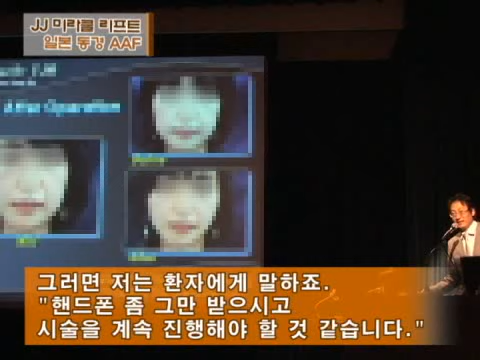 JJ 미라클 리프트
일본 동경 AAF
After Operation
그러면 저는 환자에게 말하죠.
"핸드폰 좀 그만 받으시고
시술을 계속 진행해야 할 것 같습니다."